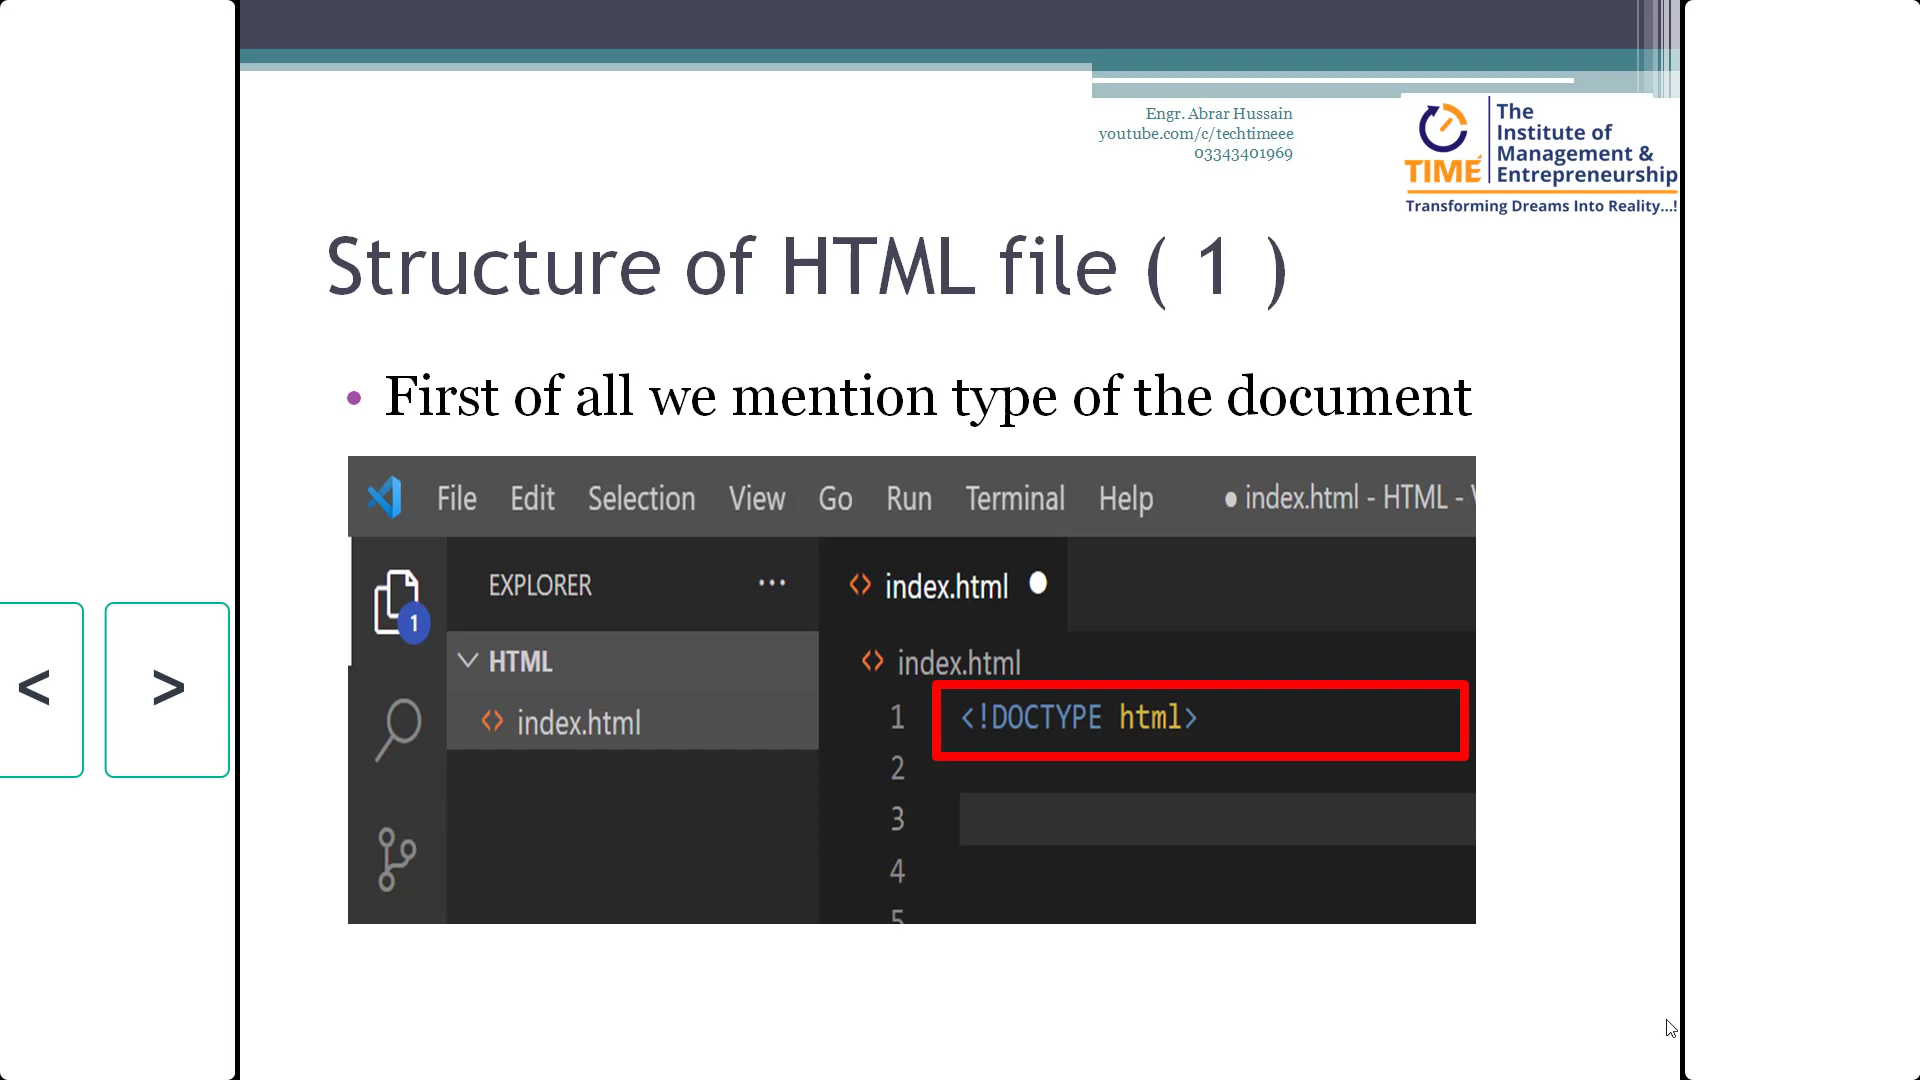 Engr. Abrar Hussain
youtube.com/c/techtimeee
03343401969
TIMÉ
The
Institute of
Management &
Entrepreneurship
Transforming Dreams Into Reality...!
Structure of HTML file ( 1 )
• First of all we mention type of the document
File Edit Selection View Go Run Terminal Help ● index.html - HTML -
EXPLORER ···
<> index.html ●
1
HTML
<> index.html
<> index.html
1 <!DOCTYPE html>
2
3
4
5
< >